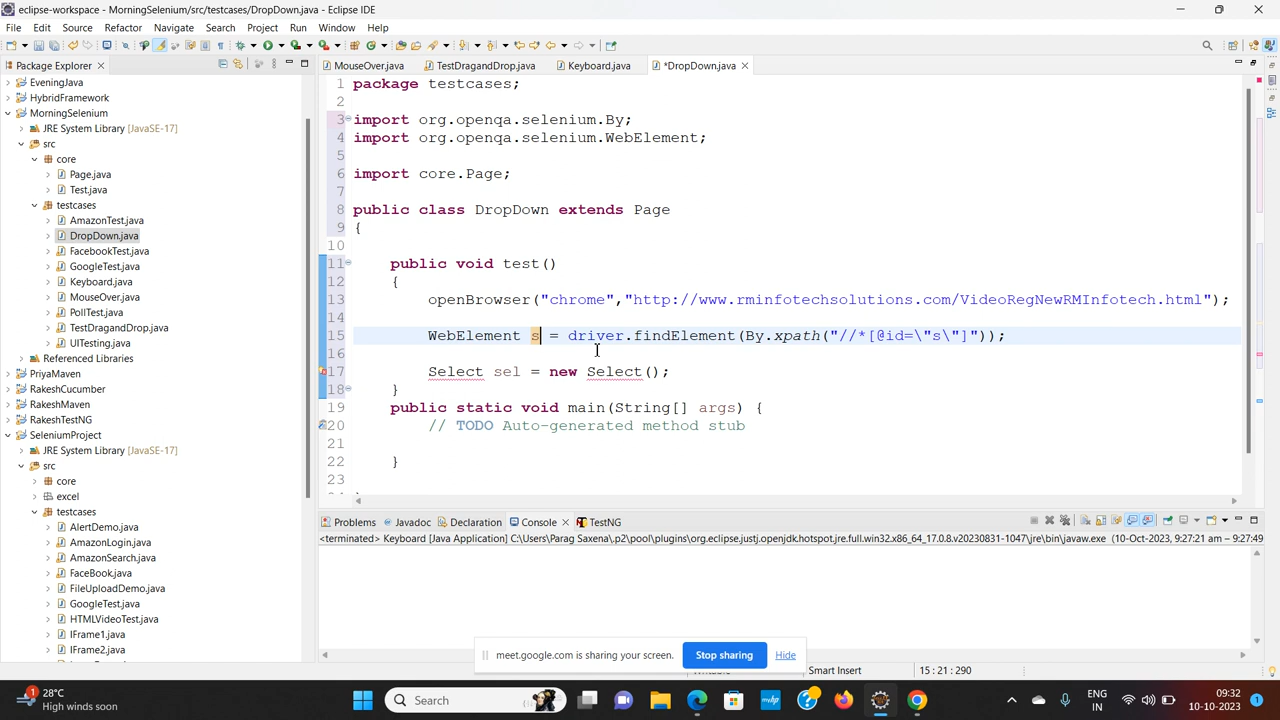 eclipse-workspace - MorningSelenium/src/testcases/DropDown.java - Eclipse IDE
File Edit Source Refactor Navigate Search Project Run Window Help
Package Explorer
MouseOver.java TestDragandDrop.java Keyboard.java *DropDown.java
EveningJava
HybridFramework
MorningSelenium
JRE System Library [JavaSE-17]
src
core
Page.java
Test.java
testcases
AmazonTest.java
DropDown.java
FacebookTest.java
GoogleTest.java
Keyboard.java
MouseOver.java
PollTest.java
TestDragandDrop.java
UITesting.java
Referenced Libraries
PriyaMaven
RakeshCucumber
RakeshMaven
RakeshTestNG
SeleniumProject
JRE System Library [JavaSE-17]
src
core
excel
testcases
AlertDemo.java
AmazonLogin.java
AmazonSearch.java
FaceBook.java
FileUploadDemo.java
GoogleTest.java
HTMLVideoTest.java
IFrame1.java
IFrame2.java
1 package testcases;
2
3 import org.openqa.selenium.By;
4 import org.openqa.selenium.WebElement;
5
6 import core.Page;
7
8 public class DropDown extends Page
9 {
10
11 public void test()
12 {
13 openBrowser("chrome","http://www.rminfotechsolutions.com/VideoRegNewRMInfotech.html");
14
15 WebElement s = driver.findElement(By.xpath("//*[@id=\"s\"]"));
16
17 Select sel = new Select();
18 }
19 public static void main(String[] args) {
20 // TODO Auto-generated method stub
21
22 }
23
Problems Javadoc Declaration Console TestNG
<terminated> Keyboard [Java Application] C:\Users\Parag Saxena\.p2\pool\plugins\org.eclipse.justj.openjdk.hotspot.jre.full.win32.x86_64_17.0.8.v20230831-1047\jre\bin\javaw.exe (10-Oct-2023, 9:27:21 am – 9:27:49
meet.google.com is sharing your screen. Stop sharing Hide
Smart Insert 15 : 21 : 290
28°C
High winds soon
Search
ENG
IN
09:32
10-10-2023